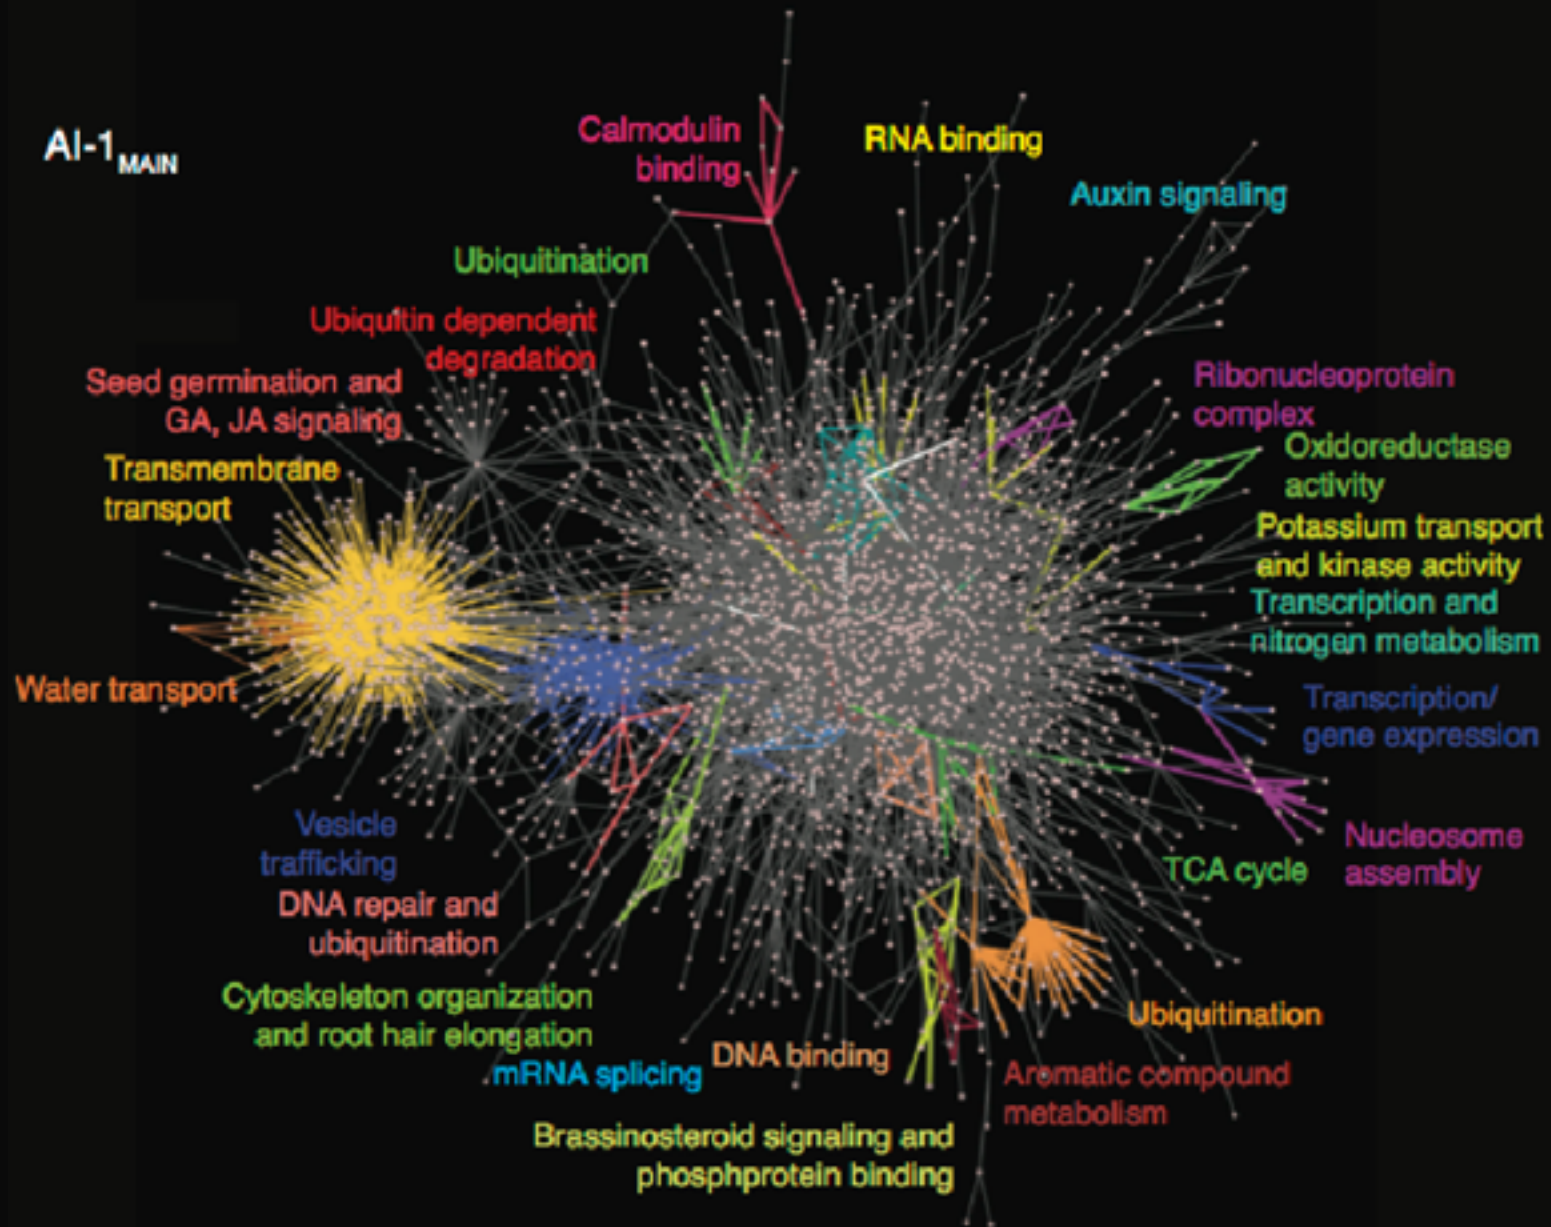 AI-1MAIN
Calmodulin
binding
RNA binding
Auxin signaling
Ubiquitination
Ubiquitin dependent
degradation
Seed germination and
GA, JA signaling
Transmembrane
transport
Water transport
Ribonucleoprotein
complex
Oxidoreductase
activity
Potassium transport
and kinase activity
Transcription and
nitrogen metabolism
Transcription/
gene expression
Nucleosome
assembly
TCA cycle
Vesicle
trafficking
DNA repair and
ubiquitination
Cytoskeleton organization
and root hair elongation
mRNA splicing
DNA binding
Ubiquitination
Aromatic compound
metabolism
Brassinosteroid signaling and
phosphprotein binding